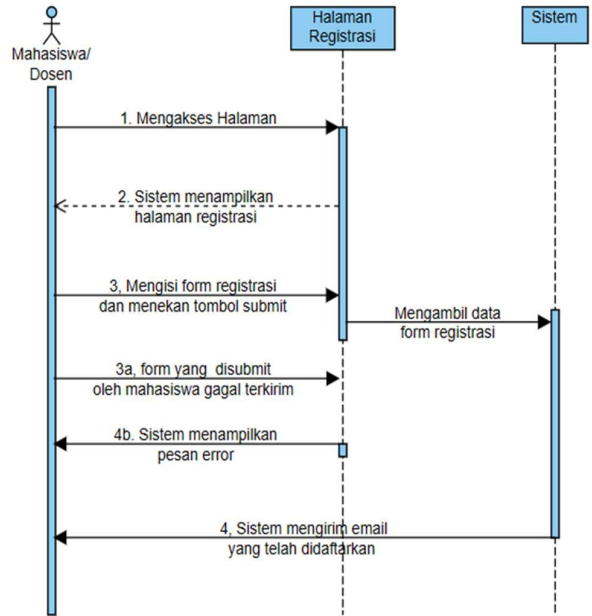 Mahasiswa/
Dosen
Halaman
Registrasi
Sistem
1. Mengakses Halaman
2. Sistem menampilkan
halaman registrasi
3, Mengisi form registrasi
dan menekan tombol submit
Mengambil data
form registrasi
3a, form yang disubmit
oleh mahasiswa gagal terkirim
4b. Sistem menampilkan
pesan error
4, Sistem mengirim email
yang telah didaftarkan